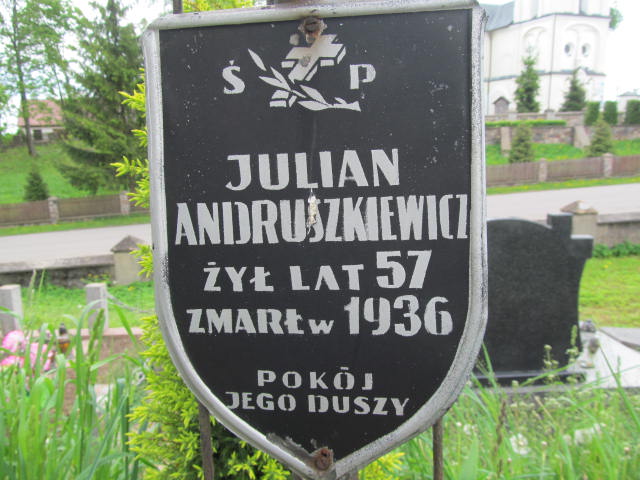 Ś P
JULIAN
ANDRUSZKIEWICZ
ŻYŁ LAT 57
ZMARŁ w 1936
POKÓJ
JEGO DUSZY